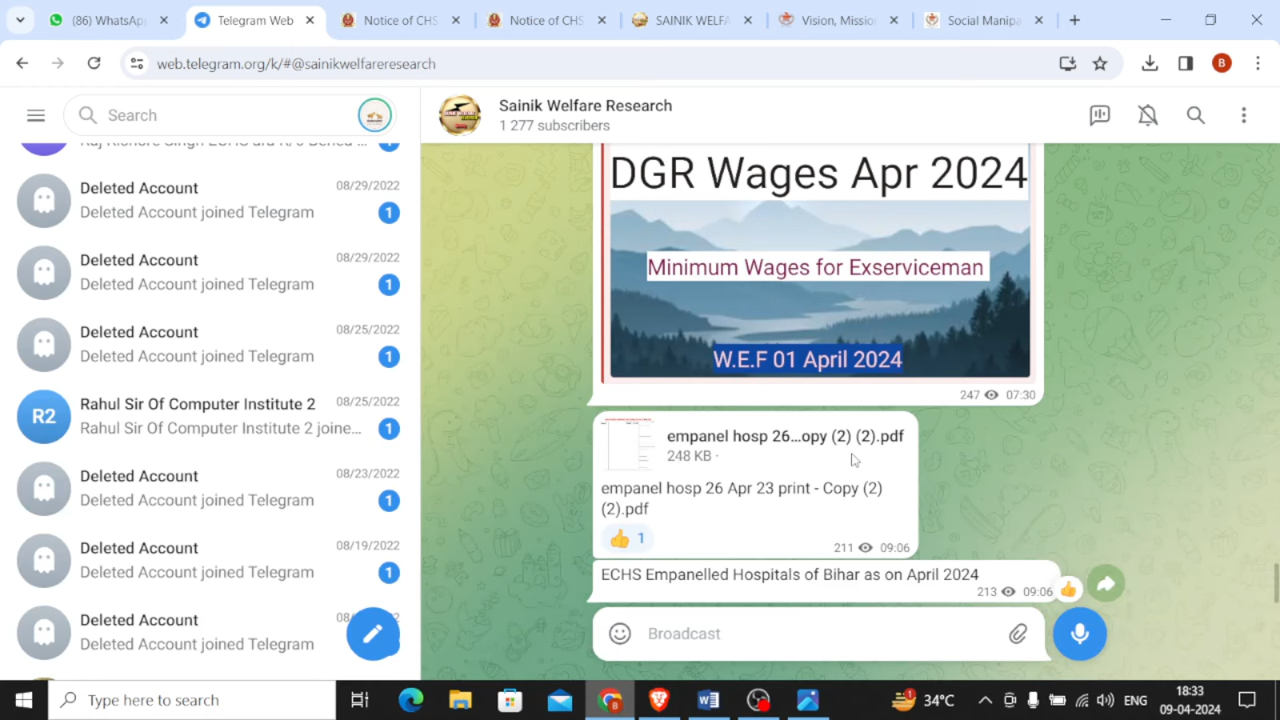 (86) WhatsAp
Telegram Web
Notice of CHS
Notice of CHS
SAINIK WELFA
Vision, Missio
Social Manipa
web.telegram.org/k/#@sainikwelfareresearch
B
Search
Sainik Welfare Research
1 277 subscribers
Deleted Account 08/29/2022
Deleted Account joined Telegram 1
Deleted Account 08/29/2022
Deleted Account joined Telegram 1
Deleted Account 08/25/2022
Deleted Account joined Telegram 1
R2
Rahul Sir Of Computer Institute 2 08/25/2022
Rahul Sir Of Computer Institute 2 joine... 1
Deleted Account 08/23/2022
Deleted Account joined Telegram 1
Deleted Account 08/19/2022
Deleted Account joined Telegram 1
Deleted Account
Deleted Account joined Telegram
DGR Wages Apr 2024
Minimum Wages for Exserviceman
W.E.F 01 April 2024
247 07:30
empanel hosp 26...opy (2) (2).pdf
248 KB ·
empanel hosp 26 Apr 23 print - Copy (2)
(2).pdf
👍 1
211 09:06
ECHS Empanelled Hospitals of Bihar as on April 2024
213 09:06
Broadcast
Type here to search
34°C
ENG
18:33
09-04-2024